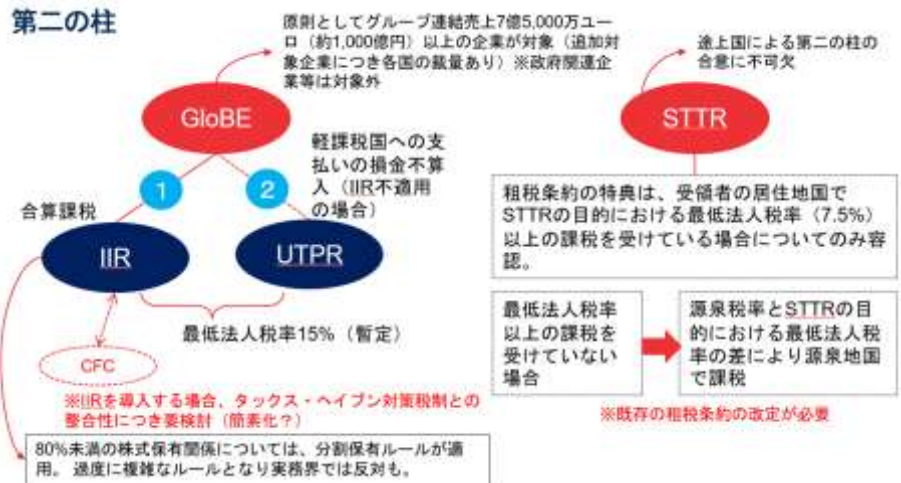 第二の柱
原則としてグループ連結売上7億5,000万ユー
ロ（約1,000億円）以上の企業が対象（追加対
象企業につき各国の裁量あり）※政府関連企
業等は対象外
GloBE
1
2
軽課税国への支
払いの損金不算
入（IIR不適用
の場合）
合算課税
IIR
UTPR
最低法人税率15%（暫定）
CFC
※IIRを導入する場合、タックス・ヘイブン対策税制との
整合性につき要検討（簡素化？）
80%未満の株式保有関係については、分割保有ルールが適
用。 過度に複雑なルールとなり実務界では反対も。
途上国による第二の柱の
合意に不可欠
STTR
租税条約の特典は、受領者の居住地国で
STTRの目的における最低法人税率（7.5%）
以上の課税を受けている場合についてのみ容
認。
最低法人税率
以上の課税を
受けていない
場合
源泉税率とSTTRの目
的における最低法人税
率の差により源泉地国
で課税
※既存の租税条約の改定が必要